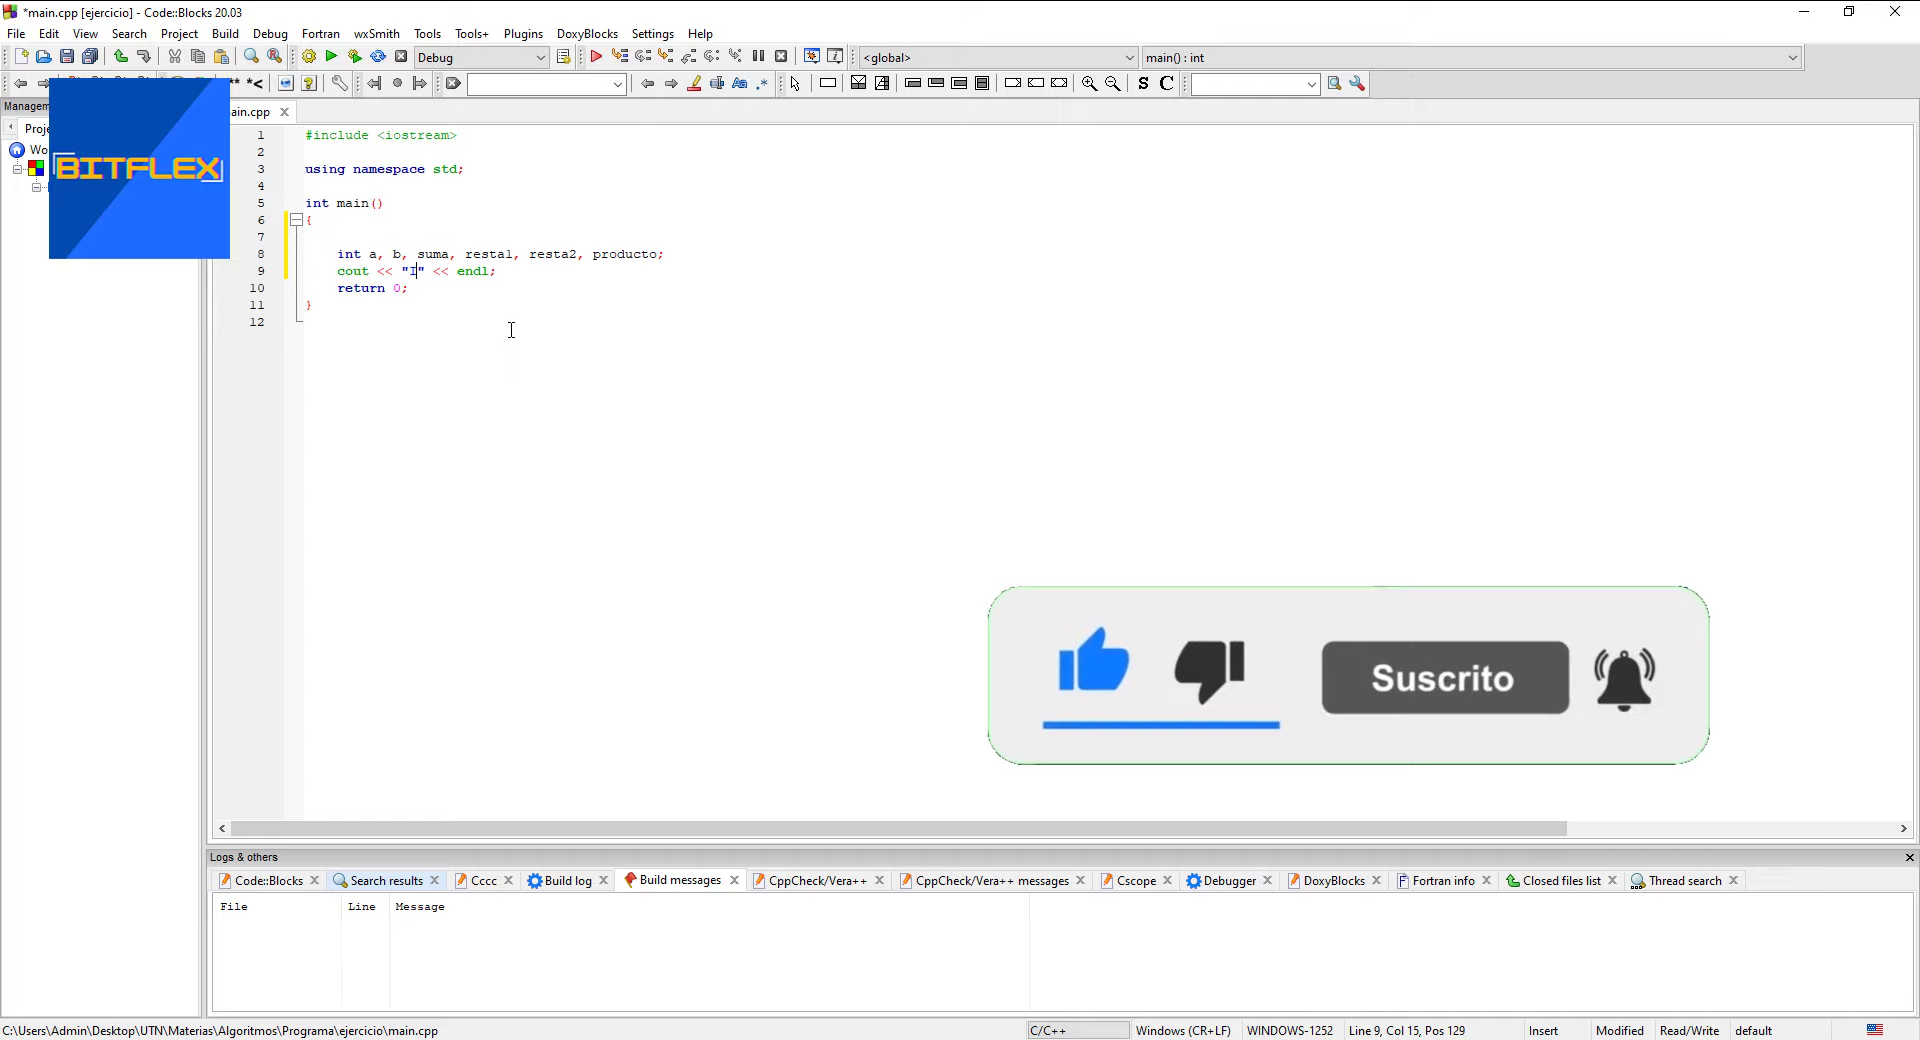 *main.cpp [ejercicio] - Code::Blocks 20.03
File Edit View Search Project Build Debug Fortran wxSmith Tools Tools+ Plugins DoxyBlocks Settings Help
Debug <global> main() : int
** *< Aa .* S C
Managem
ain.cpp
Proje
Wo
BITFLEX
1 #include <iostream>
2
3 using namespace std;
4
5 int main()
6 {
7
8 int a, b, suma, resta1, resta2, producto;
9 cout << "I" << endl;
10 return 0;
11 }
12
Suscrito
Logs & others
Code::Blocks Search results Cccc Build log Build messages CppCheck/Vera++ CppCheck/Vera++ messages Cscope Debugger DoxyBlocks Fortran info Closed files list Thread search
File Line Message
C:\Users\Admin\Desktop\UTN\Materias\Algoritmos\Programa\ejercicio\main.cpp C/C++ Windows (CR+LF) WINDOWS-1252 Line 9, Col 15, Pos 129 Insert Modified Read/Write default